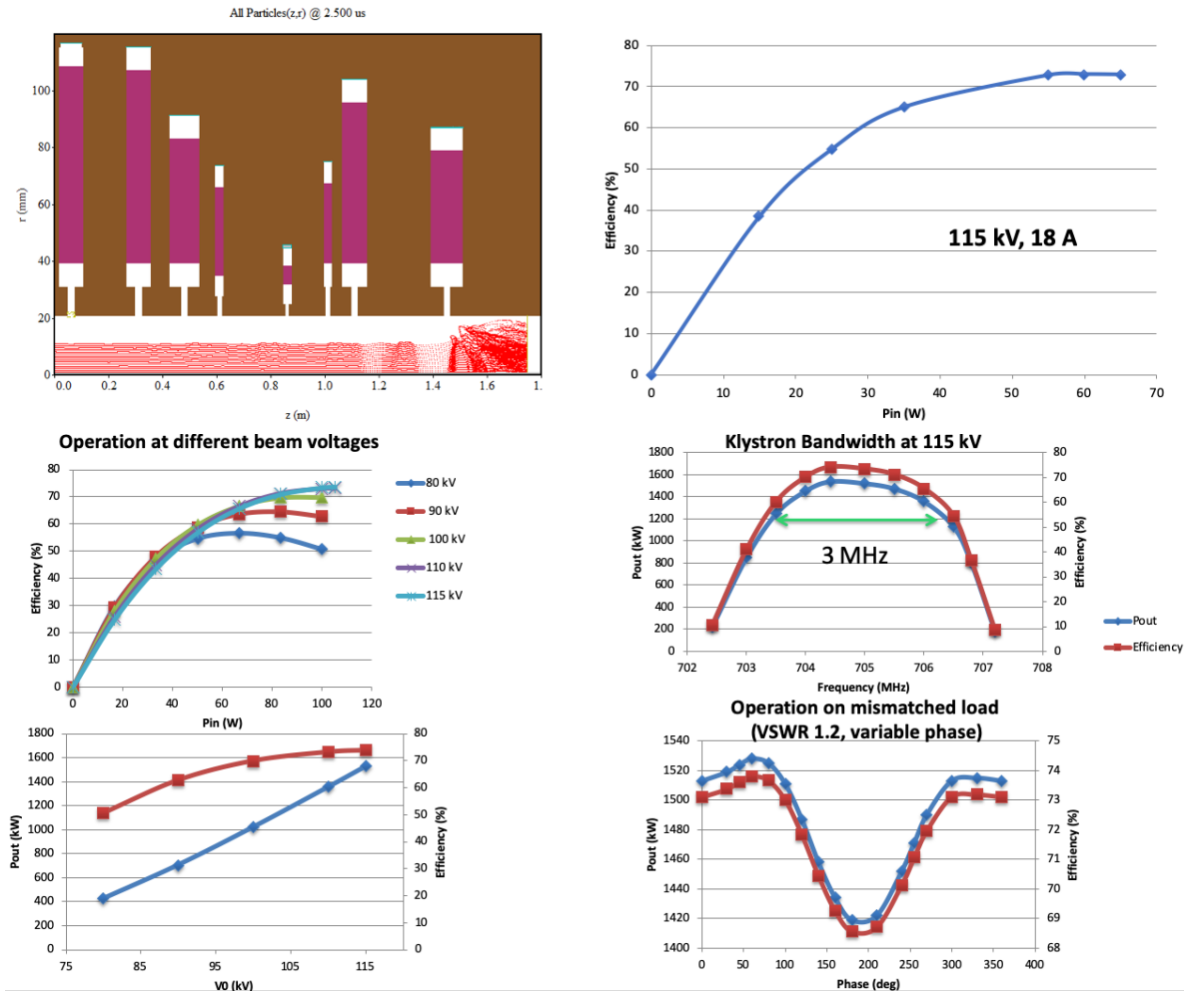 All Particles(z,r) @ 2.500 us
r (mm)
100
80
60
40
20
0
0.0 0.2 0.4 0.6 0.8 1.0 1.2 1.4 1.6 1.
z (m)
Efficiency (%)
80
70
60
50
40
30
20
10
0
115 kV, 18 A
0 10 20 30 40 50 60 70
Pin (W)
Operation at different beam voltages
Efficiency (%)
80
70
60
50
40
30
20
10
0
80 kV
90 kV
100 kV
110 kV
115 kV
0 20 40 60 80 100 120
Pin (W)
Klystron Bandwidth at 115 kV
Pout (kW)
1800
1600
1400
1200
1000
800
600
400
200
0
3 MHz
80
70
60
50
40
30
20
10
0
Efficiency (%)
Pout
Efficiency
702 703 704 705 706 707 708
Frequency (MHz)
Pout (kW)
1800
1600
1400
1200
1000
800
600
400
200
0
80
70
60
50
40
30
20
10
0
Efficiency (%)
75 85 95 105 115
V0 (kV)
Operation on mismatched load
(VSWR 1.2, variable phase)
Pout (kW)
1540
1520
1500
1480
1460
1440
1420
1400
75
74
73
72
71
70
69
68
Efficiency (%)
0 50 100 150 200 250 300 350 400
Phase (deg)